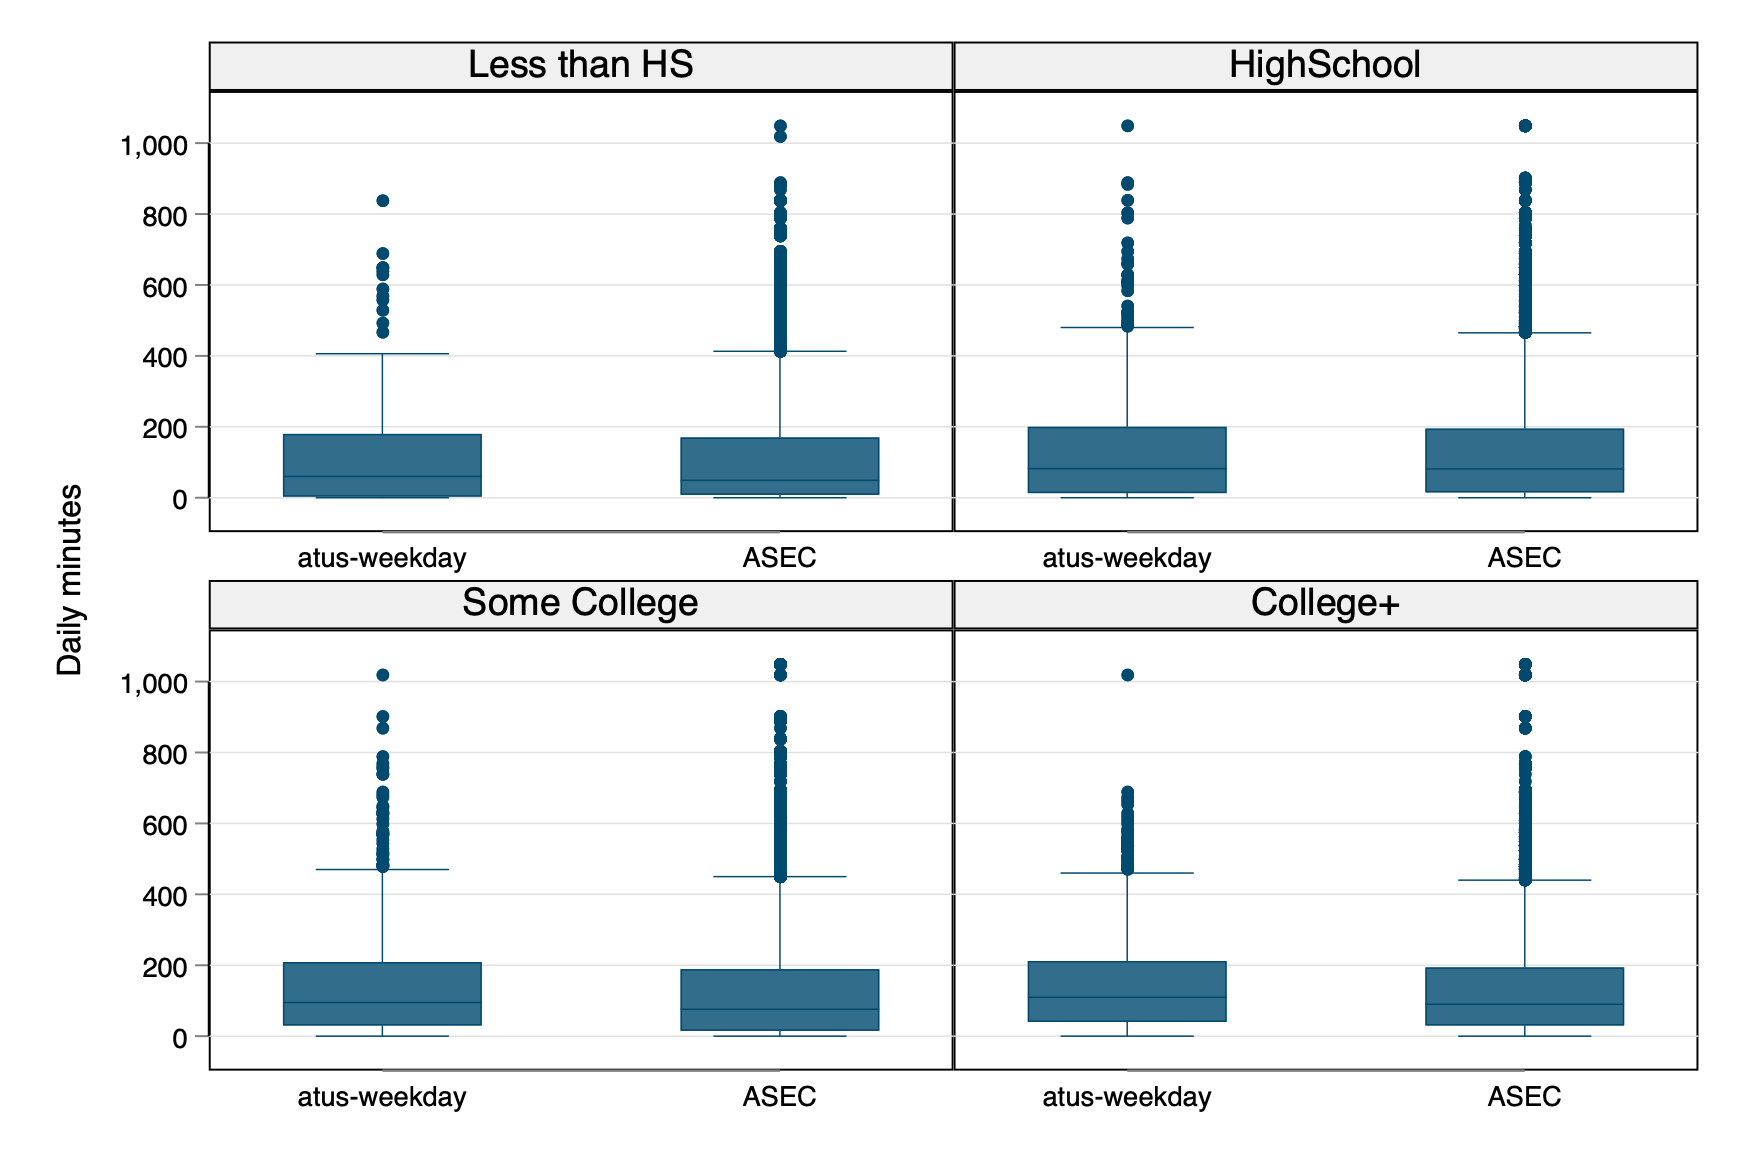 Less than HS
HighSchool
1,000
800
600
400
200
0
atus-weekday
ASEC
atus-weekday
ASEC
Daily minutes
Some College
College+
1,000
800
600
400
200
0
atus-weekday
ASEC
atus-weekday
ASEC